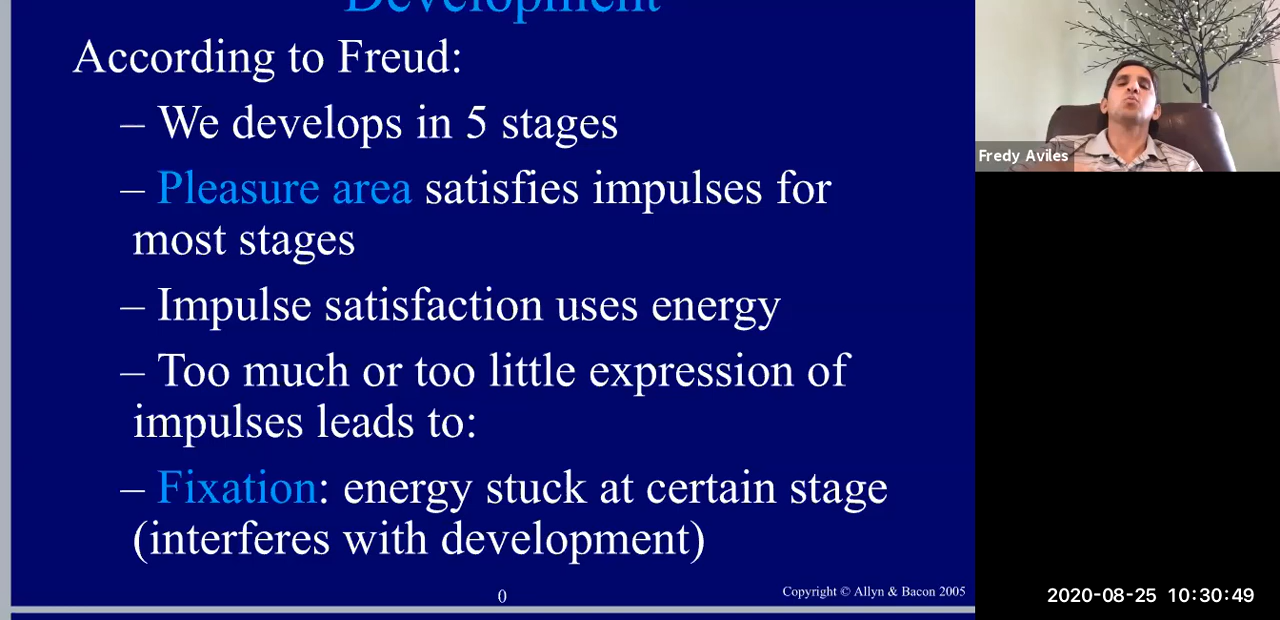 Development
According to Freud:
– We develops in 5 stages
– Pleasure area satisfies impulses for
most stages
– Impulse satisfaction uses energy
– Too much or too little expression of
impulses leads to:
– Fixation: energy stuck at certain stage
(interferes with development)
0
Copyright © Allyn & Bacon 2005
Fredy Aviles
2020-08-25 10:30:49